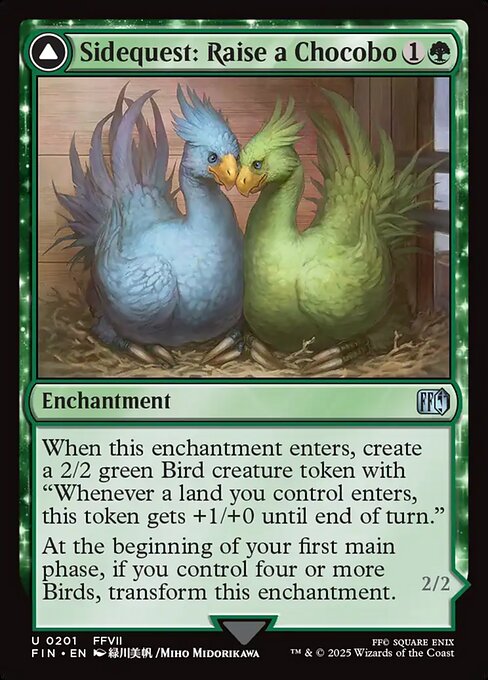 Sidequest: Raise a Chocobo 1
Enchantment
FF
When this enchantment enters, create
a 2/2 green Bird creature token with
“Whenever a land you control enters,
this token gets +1/+0 until end of turn.”
At the beginning of your first main
phase, if you control four or more
Birds, transform this enchantment.
2/2
U 0201 FFVII
FIN • EN 緑川美帆/Miho Midorikawa
FF© SQUARE ENIX
™ & © 2025 Wizards of the Coast